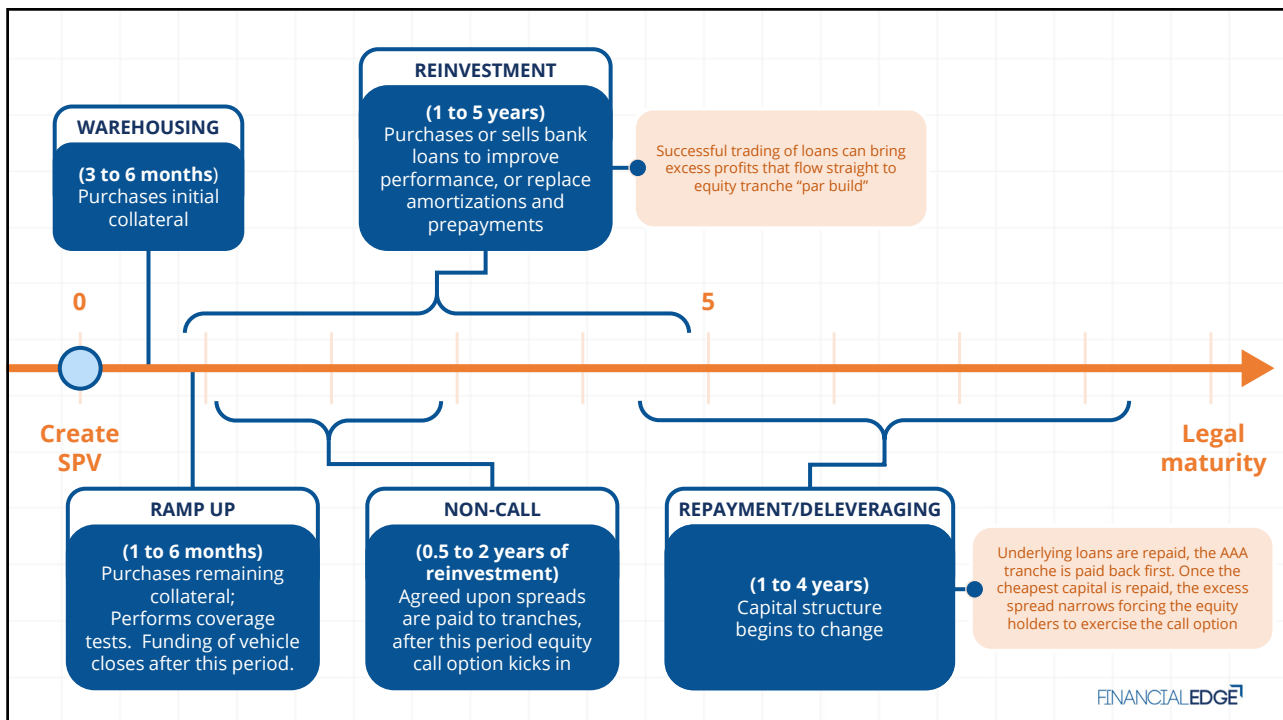 REINVESTMENT
(1 to 5 years)
Purchases or sells bank
loans to improve
performance, or replace
amortizations and
prepayments
WAREHOUSING
(3 to 6 months)
Purchases initial
collateral
Successful trading of loans can bring
excess profits that flow straight to
equity tranche “par build”
0
5
Create
SPV
Legal
maturity
RAMP UP
(1 to 6 months)
Purchases remaining
collateral;
Performs coverage
tests. Funding of vehicle
closes after this period.
NON-CALL
(0.5 to 2 years of
reinvestment)
Agreed upon spreads
are paid to tranches,
after this period equity
call option kicks in
REPAYMENT/DELEVERAGING
(1 to 4 years)
Capital structure
begins to change
Underlying loans are repaid, the AAA
tranche is paid back first. Once the
cheapest capital is repaid, the excess
spread narrows forcing the equity
holders to exercise the call option
FINANCIALEDGE